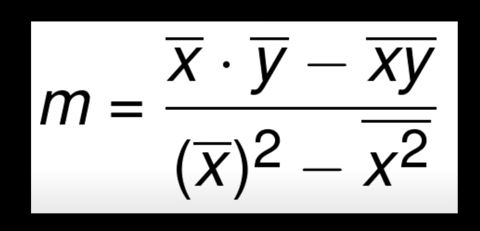 m = (x̅ · y̅ − x̅y̅) / ((x̅)² − x̅²̅)